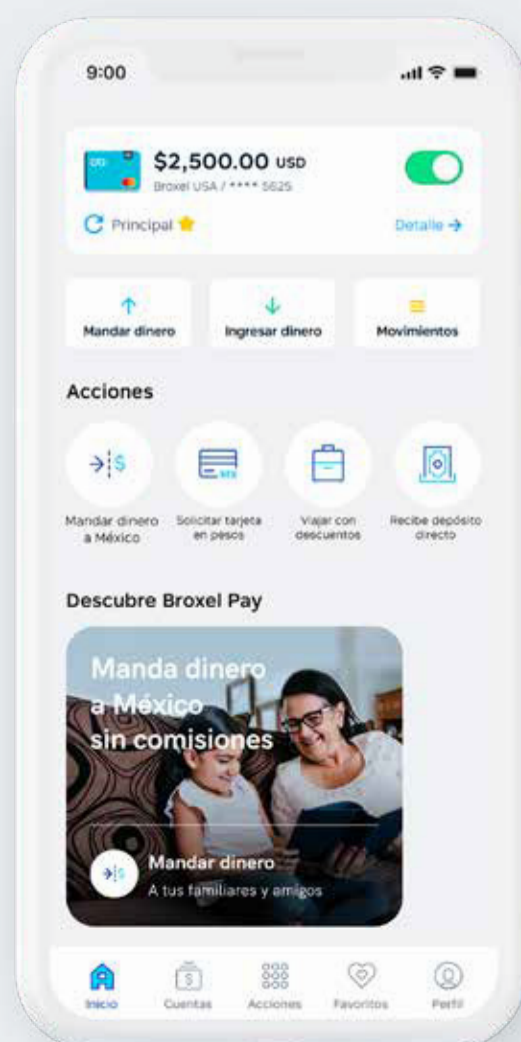 9:00
$2,500.00 USD
Broxel USA / **** 5625
Principal
Detalle →
Mandar dinero
Ingresar dinero
Movimientos
Acciones
Mandar dinero
a México
Solicitar tarjeta
en pesos
Viajar con
descuentos
Recibe depósito
directo
Descubre Broxel Pay
Manda dinero
a México
sin comisiones
Mandar dinero
A tus familiares y amigos
Inicio
Cuentas
Acciones
Favoritos
Perfil